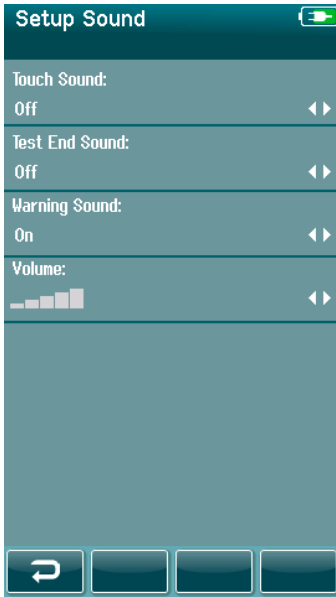 Setup Sound
Touch Sound:
Off
Test End Sound:
Off
Warning Sound:
On
Volume: